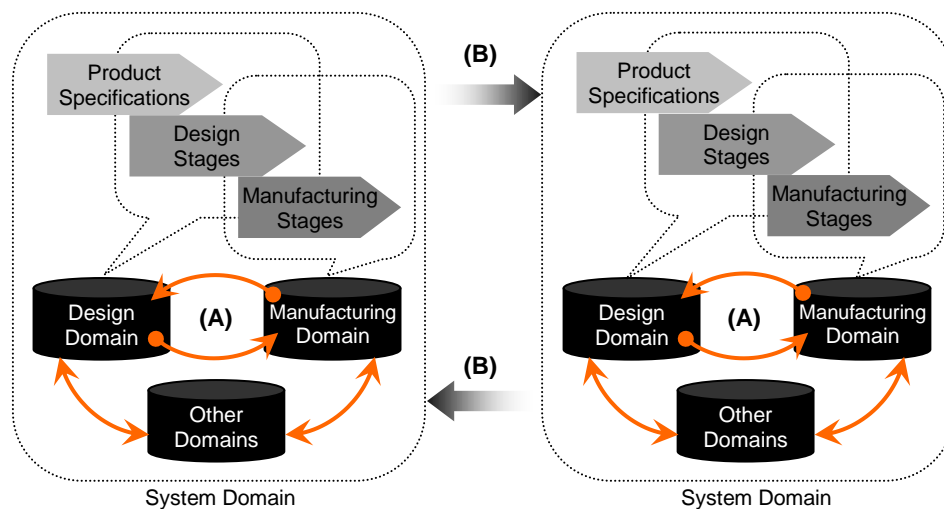 Product
Specifications
Design
Stages
Manufacturing
Stages
Design
Domain
(A)
Manufacturing
Domain
Other
Domains
System Domain
(B)
(B)
Product
Specifications
Design
Stages
Manufacturing
Stages
Design
Domain
(A)
Manufacturing
Domain
Other
Domains
System Domain